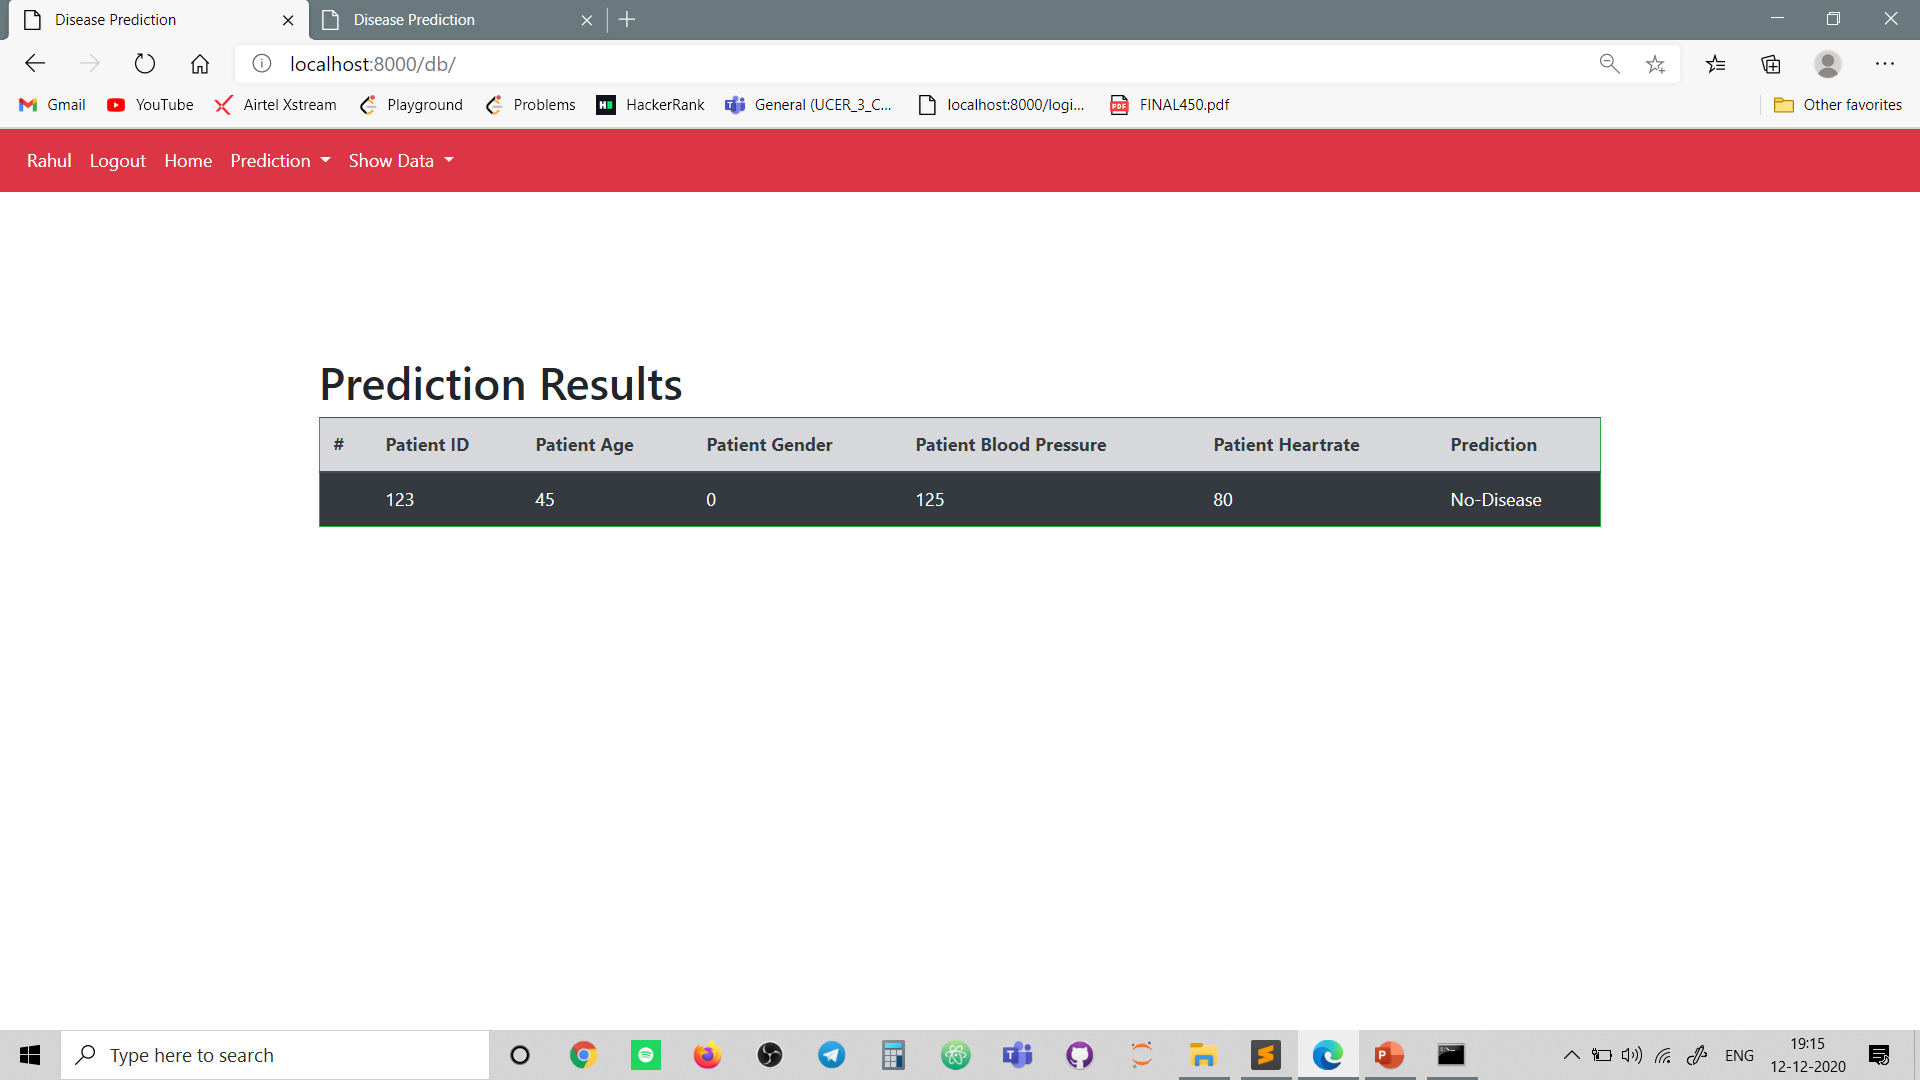 Disease Prediction Disease Prediction
localhost:8000/db/
Gmail YouTube Airtel Xstream Playground Problems HackerRank General (UCER_3_C... localhost:8000/logi... FINAL450.pdf Other favorites
Rahul Logout Home Prediction Show Data
Prediction Results
# Patient ID Patient Age Patient Gender Patient Blood Pressure Patient Heartrate Prediction
123 45 0 125 80 No-Disease
Type here to search ENG 19:15
12-12-2020